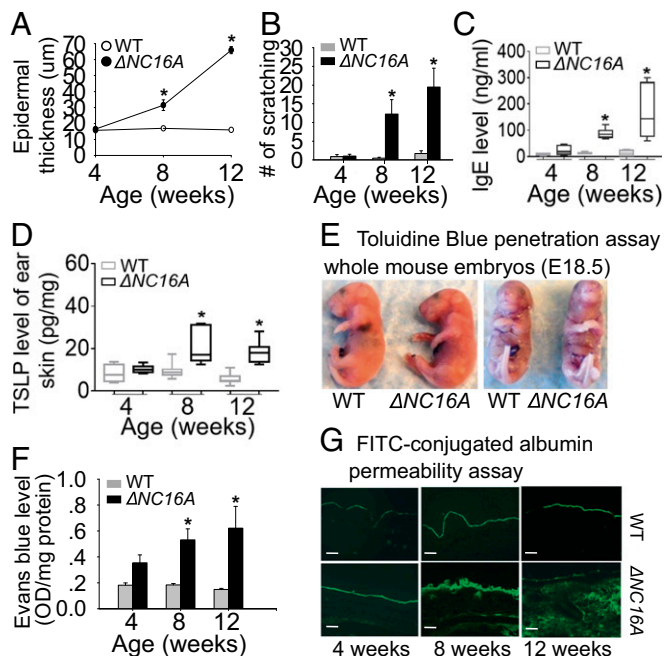 A
WT
ΔNC16A
Epidermal
thickness (um)
70
60
50
40
30
20
10
0
*
*
4
8
12
Age (weeks)
B
WT
ΔNC16A
# of scratching
30
25
20
15
10
5
0
*
*
4
8
12
Age (weeks)
C
WT
ΔNC16A
IgE level (ng/ml)
400
300
200
100
0
*
*
4
8
12
Age (weeks)
D
WT
ΔNC16A
TSLP level of ear
skin (pg/mg)
60
40
20
0
*
*
4
8
12
Age (weeks)
E Toluidine Blue penetration assay
whole mouse embryos (E18.5)
WT ΔNC16A WT ΔNC16A
F
WT
ΔNC16A
Evans blue level
(OD/mg protein)
1.0
.8
.6
.4
.2
.0
*
*
4
8
12
Age (weeks)
G FITC-conjugated albumin
permeability assay
WT
ΔNC16A
4 weeks 8 weeks 12 weeks